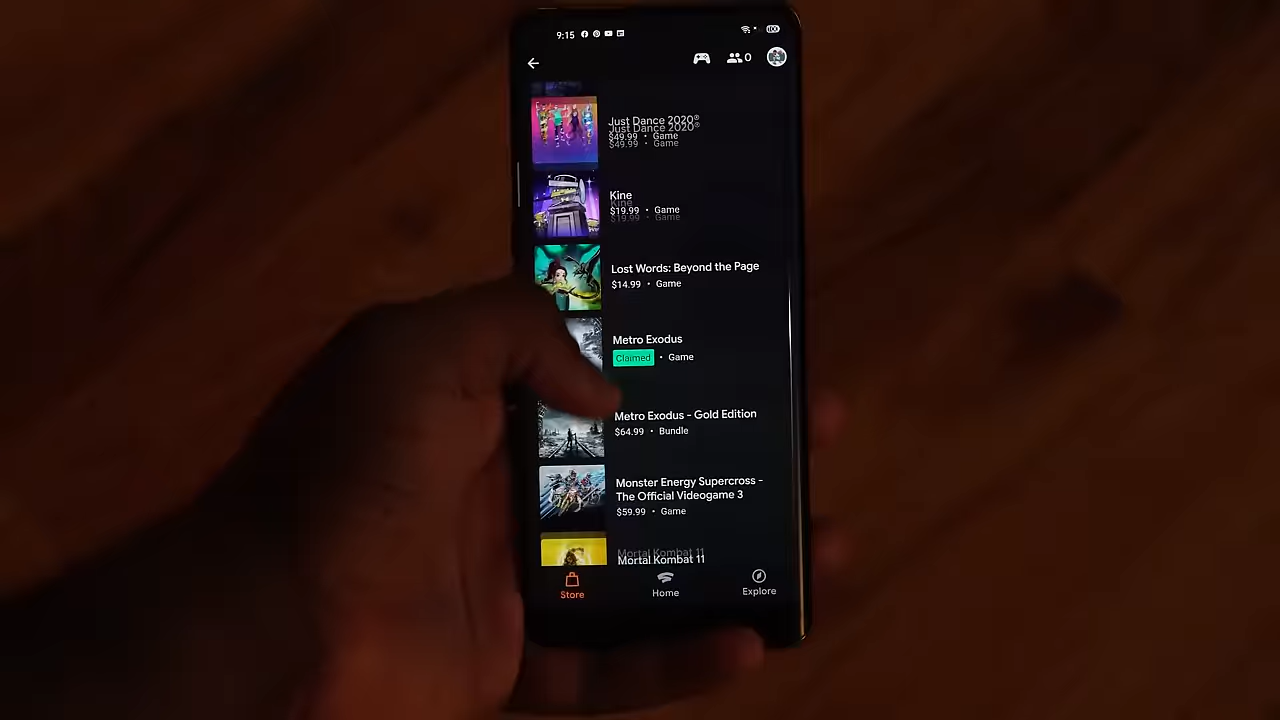 9:15
0
Just Dance 2020®
$49.99 • Game
Kine
$19.99 • Game
Lost Words: Beyond the Page
$14.99 • Game
Metro Exodus
Claimed • Game
Metro Exodus - Gold Edition
$64.99 • Bundle
Monster Energy Supercross -
The Official Videogame 3
$59.99 • Game
Mortal Kombat 11
Store
Home
Explore